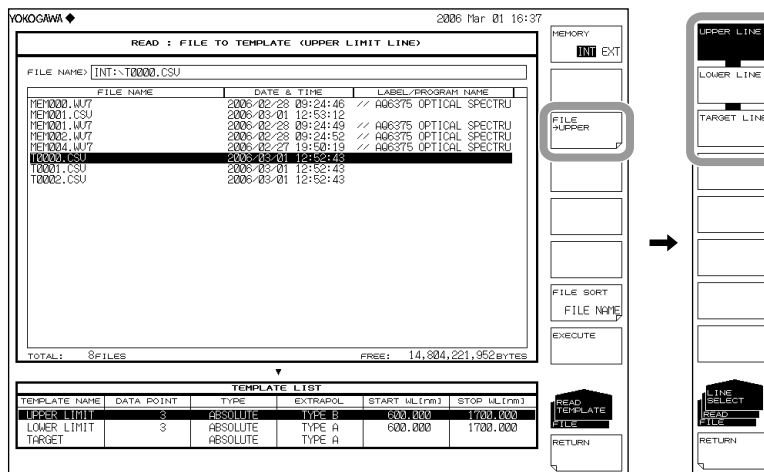 YOKOGAWA ◆
2006 Mar 01 16:37
READ : FILE TO TEMPLATE (UPPER LIMIT LINE)
FILE NAME> INT:\T0000.CSV
FILE NAME DATE & TIME LABEL/PROGRAM NAME
MEM000.WV7 2006/02/28 09:24:46 // AQ6375 OPTICAL SPECTRU
MEM001.CSV 2006/03/01 12:53:12
MEM001.WV7 2006/02/28 09:24:49 // AQ6375 OPTICAL SPECTRU
MEM002.WV7 2006/02/28 09:24:52 // AQ6375 OPTICAL SPECTRU
MEM004.WV7 2006/02/27 19:50:19 // AQ6375 OPTICAL SPECTRU
T0000.CSV 2006/03/01 12:52:43
T0001.CSV 2006/03/01 12:52:43
T0002.CSV 2006/03/01 12:52:43
TOTAL: 8FILES FREE: 14,804,221,952BYTES
▼
TEMPLATE LIST
TEMPLATE NAME DATA POINT TYPE EXTRAPOL START WL[nm] STOP WL[nm]
UPPER LIMIT 3 ABSOLUTE TYPE B 600.000 1700.000
LOWER LIMIT 3 ABSOLUTE TYPE A 600.000 1700.000
TARGET ABSOLUTE TYPE A
MEMORY
INT EXT
FILE
→UPPER
FILE SORT
FILE NAME
EXECUTE
READ
TEMPLATE
FILE
RETURN
→
UPPER LINE
LOWER LINE
TARGET LINE
LINE
SELECT
READ
FILE
RETURN